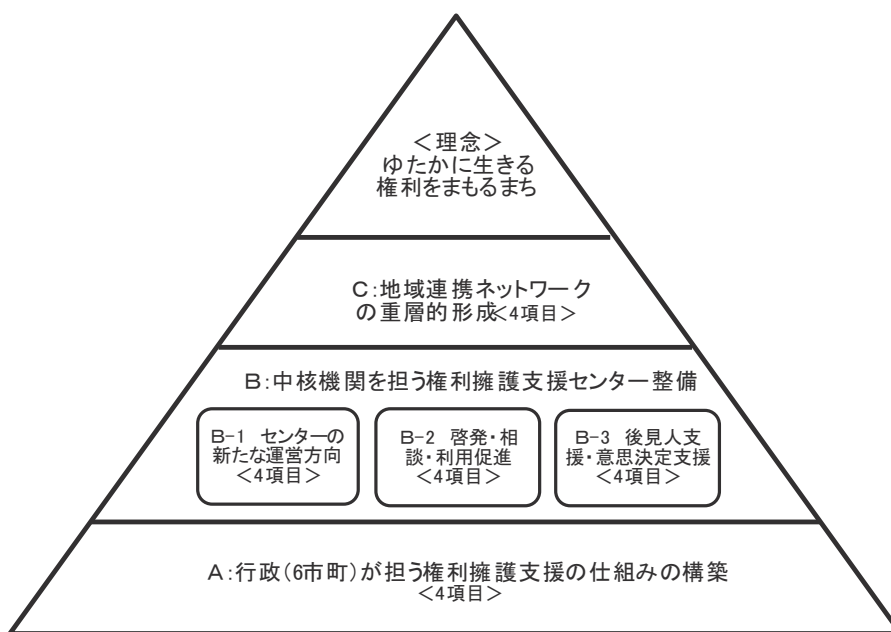 ＜理念＞
ゆたかに生きる
権利をまもるまち
C：地域連携ネットワーク
の重層的形成＜4項目＞
B：中核機関を担う権利擁護支援センター整備
B-1 センターの
新たな運営方向
＜4項目＞
B-2 啓発・相
談・利用促進
＜4項目＞
B-3 後見人支
援・意思決定支援
＜4項目＞
A：行政（6市町）が担う権利擁護支援の仕組みの構築
＜4項目＞